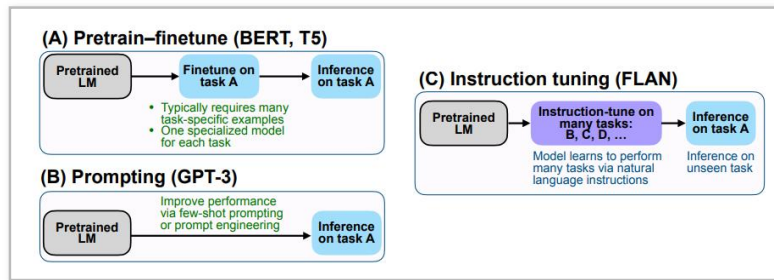 (A) Pretrain–finetune (BERT, T5)
Pretrained
LM
Finetune on
task A
Inference
on task A
• Typically requires many
task-specific examples
• One specialized model
for each task
(B) Prompting (GPT-3)
Pretrained
LM
Improve performance
via few-shot prompting
or prompt engineering
Inference
on task A
(C) Instruction tuning (FLAN)
Pretrained
LM
Instruction-tune on
many tasks:
B, C, D, …
Inference
on task A
Model learns to perform
many tasks via natural
language instructions
Inference on
unseen task